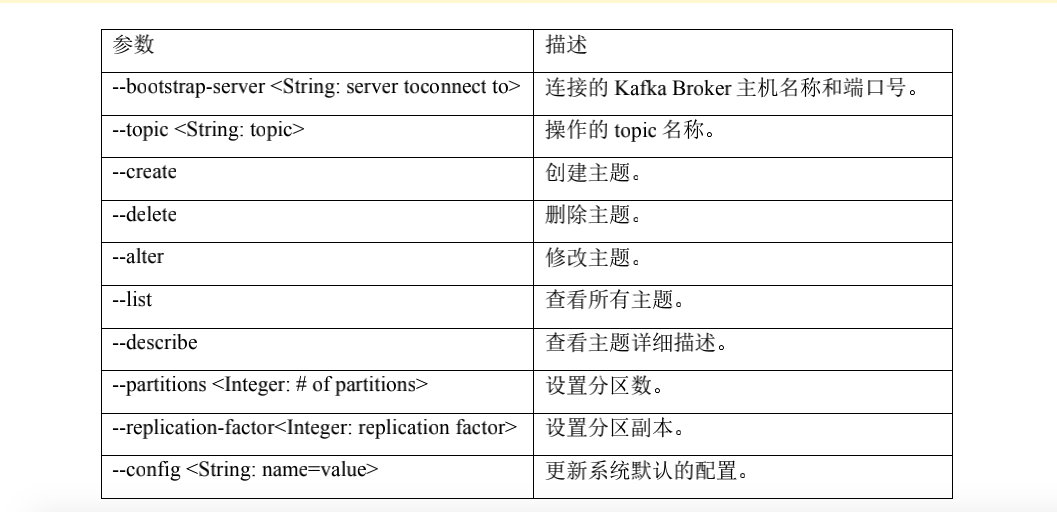 参数 描述
--bootstrap-server <String: server toconnect to> 连接的 Kafka Broker 主机名称和端口号。
--topic <String: topic> 操作的 topic 名称。
--create 创建主题。
--delete 删除主题。
--alter 修改主题。
--list 查看所有主题。
--describe 查看主题详细描述。
--partitions <Integer: # of partitions> 设置分区数。
--replication-factor<Integer: replication factor> 设置分区副本。
--config <String: name=value> 更新系统默认的配置。